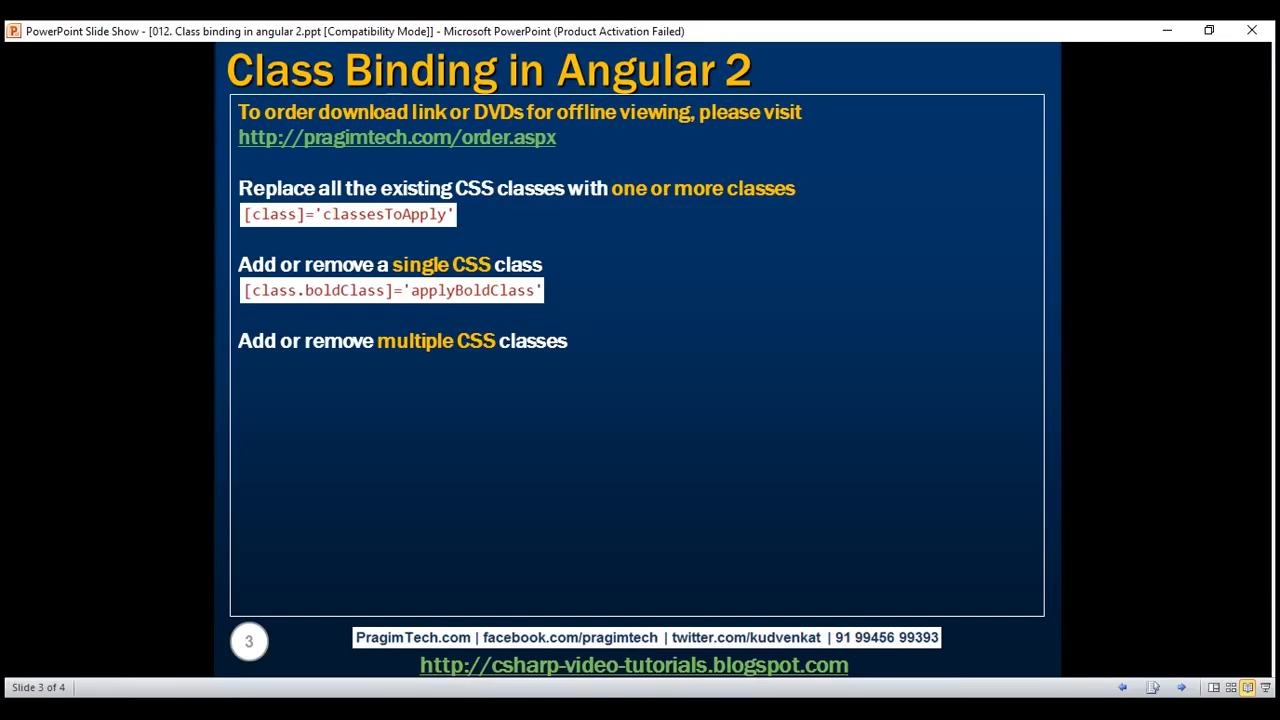 PowerPoint Slide Show - [012. Class binding in angular 2.ppt [Compatibility Mode]] - Microsoft PowerPoint (Product Activation Failed)
Class Binding in Angular 2
To order download link or DVDs for offline viewing, please visit
http://pragimtech.com/order.aspx
Replace all the existing CSS classes with one or more classes
[class]='classesToApply'
Add or remove a single CSS class
[class.boldClass]='applyBoldClass'
Add or remove multiple CSS classes
3
PragimTech.com | facebook.com/pragimtech | twitter.com/kudvenkat | 91 99456 99393
http://csharp-video-tutorials.blogspot.com
Slide 3 of 4